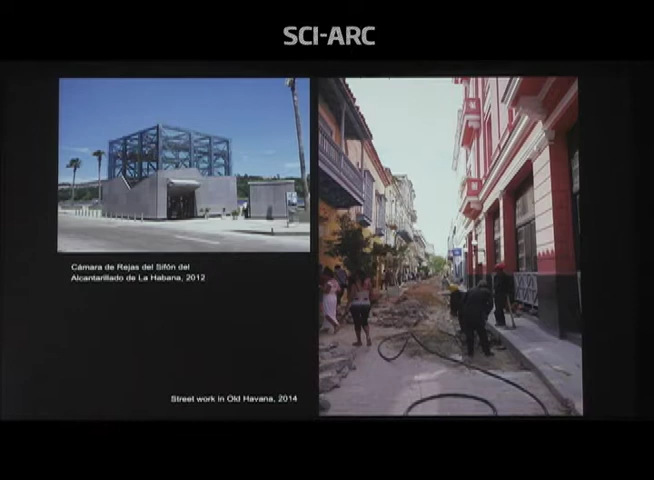 SCI-ARC
Cámara de Rejas del Sifón del
Alcantarillado de La Habana, 2012
Street work in Old Havana, 2014